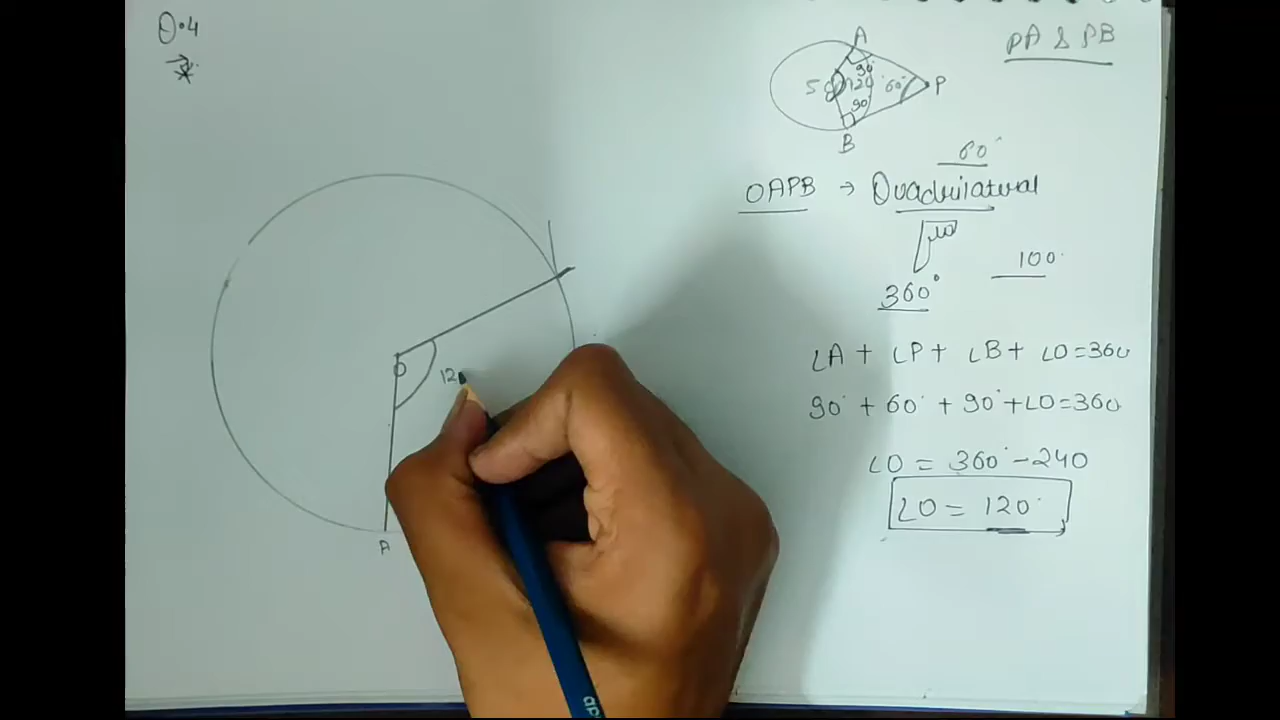 Q.4
A
90°
5 120° 60° P
90°
B
PA & PB
60°
OAPB → Quadrilateral
100°
360°
∠A + ∠P + ∠B + ∠O = 360
90° + 60° + 90° + ∠O = 360
∠O = 360° - 240
∠O = 120°
O
12
A